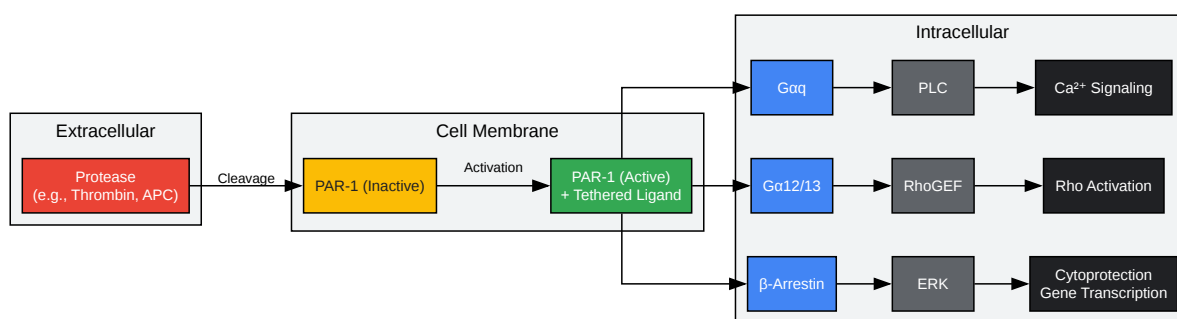 Extracellular
Protease
(e.g., Thrombin, APC)
Cleavage
Cell Membrane
PAR-1 (Inactive)
Activation
PAR-1 (Active)
+ Tethered Ligand
Intracellular
Gαq
PLC
Ca²⁺ Signaling
Gα12/13
RhoGEF
Rho Activation
β-Arrestin
ERK
Cytoprotection
Gene Transcription